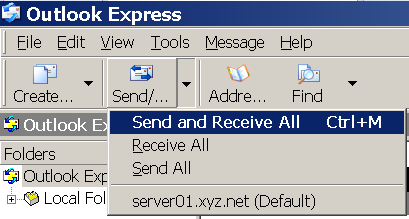 Outlook Express
File Edit View Tools Message Help
Create... Send/... Addre... Find
Outlook Ex
Send and Receive All Ctrl+M
Folders
Receive All
Outlook Exp
Send All
Local Fol
server01.xyz.net (Default)